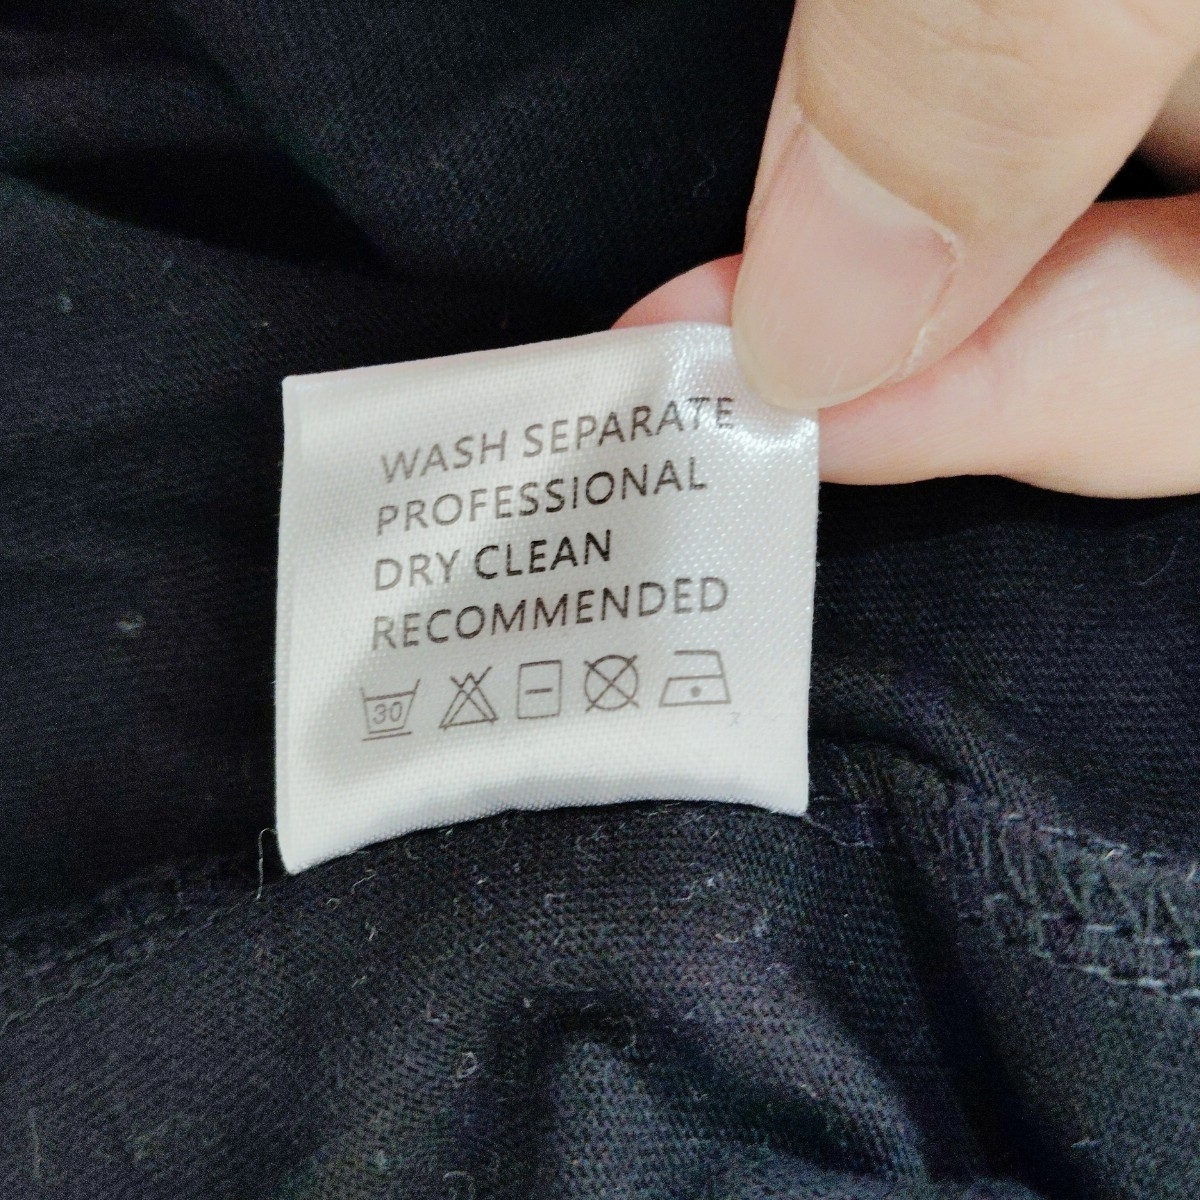 WASH SEPARATE
PROFESSIONAL
DRY CLEAN
RECOMMENDED
30